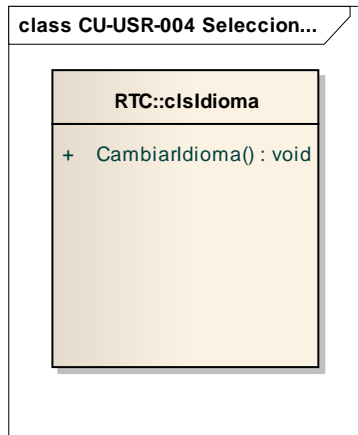 class CU-USR-004 Seleccion...
RTC::clsIdioma
+ CambiarIdioma() : void